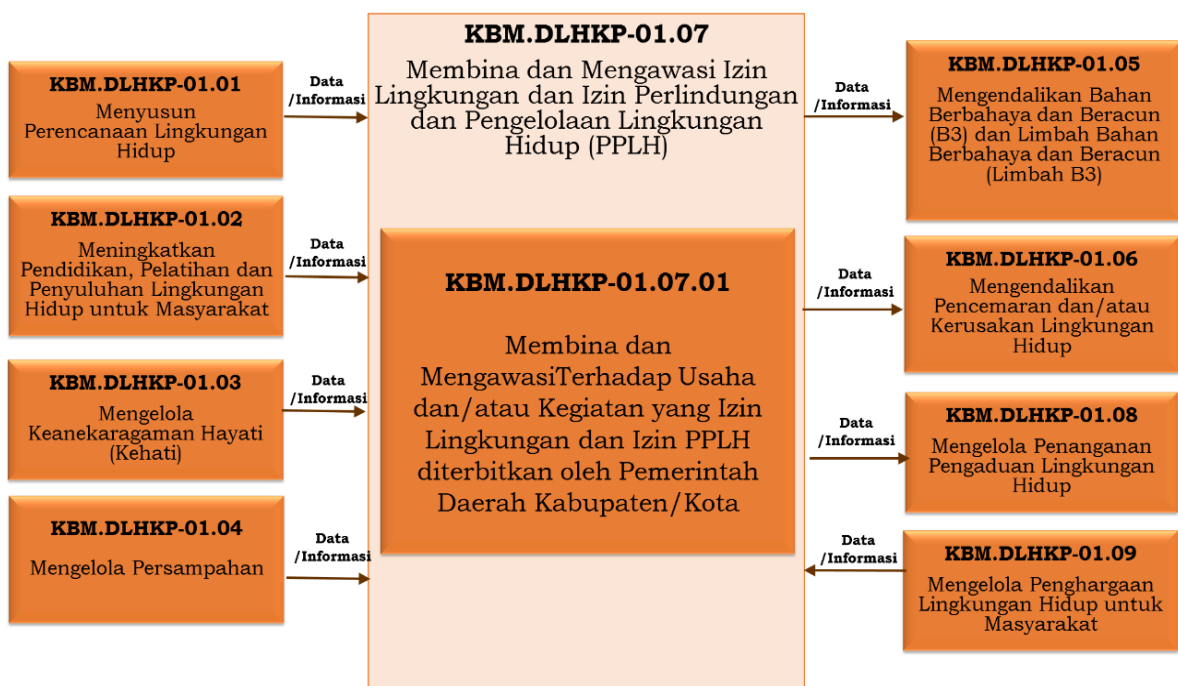 KBM.DLHKP-01.01
Menyusun
Perencanaan Lingkungan
Hidup
Data
/Informasi
KBM.DLHKP-01.02
Meningkatkan
Pendidikan, Pelatihan dan
Penyuluhan Lingkungan
Hidup untuk Masyarakat
Data
/Informasi
KBM.DLHKP-01.03
Mengelola
Keanekaragaman Hayati
(Kehati)
Data
/Informasi
KBM.DLHKP-01.04
Mengelola Persampahan
Data
/Informasi
KBM.DLHKP-01.07
Membina dan Mengawasi Izin
Lingkungan dan Izin Perlindungan
dan Pengelolaan Lingkungan
Hidup (PPLH)
KBM.DLHKP-01.07.01
Membina dan
MengawasiTerhadap Usaha
dan/atau Kegiatan yang Izin
Lingkungan dan Izin PPLH
diterbitkan oleh Pemerintah
Daerah Kabupaten/Kota
Data
/Informasi
KBM.DLHKP-01.05
Mengendalikan Bahan
Berbahaya dan Beracun
(B3) dan Limbah Bahan
Berbahaya dan Beracun
(Limbah B3)
Data
/Informasi
KBM.DLHKP-01.06
Mengendalikan
Pencemaran dan/atau
Kerusakan Lingkungan
Hidup
Data
/Informasi
KBM.DLHKP-01.08
Mengelola Penanganan
Pengaduan Lingkungan
Hidup
Data
/Informasi
KBM.DLHKP-01.09
Mengelola Penghargaan
Lingkungan Hidup untuk
Masyarakat